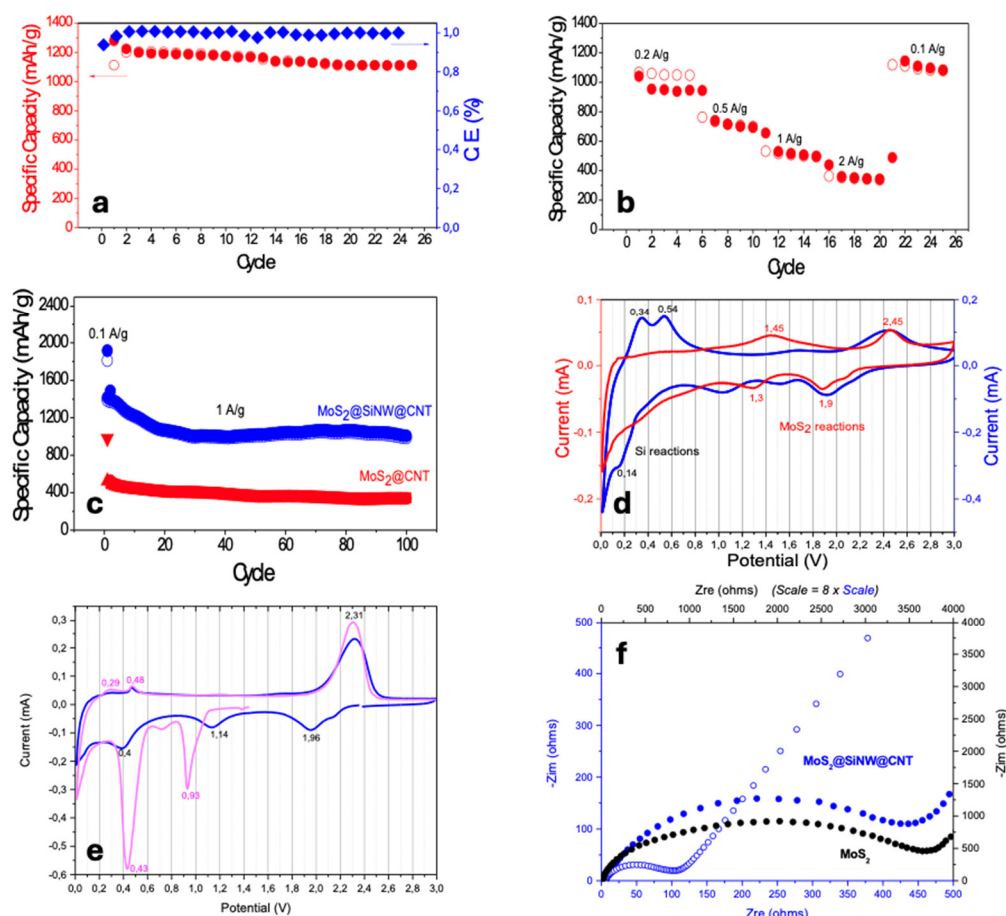 1400
1200
1000
800
600
400
200
0
Specific Capacity (mAh/g)
1,0
0,8
0,6
0,4
0,2
0,0
C.E (%)
a
0 2 4 6 8 10 12 14 16 18 20 22 24 26
Cycle
1400
1200
1000
800
600
400
200
0
Specific Capacity (mAh/g)
0.2 A/g
0.5 A/g
1 A/g
2 A/g
0.1 A/g
b
0 2 4 6 8 10 12 14 16 18 20 22 24 26
Cycle
2400
2000
1600
1200
800
400
0
Specific Capacity (mAh/g)
0.1 A/g
1 A/g
MoS2@SiNW@CNT
MoS2@CNT
c
0 20 40 60 80 100
Cycle
0,1
0,0
-0,1
-0,2
Current (mA)
0,2
0,0
-0,2
-0,4
Current (mA)
0,34
0,54
1,45
2,45
1,3
1,9
MoS2 reactions
Si reactions
0,14
d
0,0 0,2 0,4 0,6 0,8 1,0 1,2 1,4 1,6 1,8 2,0 2,2 2,4 2,6 2,8 3,0
Potential (V)
0,3
0,2
0,1
0,0
-0,1
-0,2
-0,3
-0,4
-0,5
-0,6
Current (mA)
2,31
0,29
0,48
0,4
1,14
1,96
0,93
0,43
e
0,0 0,2 0,4 0,6 0,8 1,0 1,2 1,4 1,6 1,8 2,0 2,2 2,4 2,6 2,8 3,0
Potential (V)
Zre (ohms) (Scale = 8 x Scale)
0 500 1000 1500 2000 2500 3000 3500 4000
500
450
400
350
300
250
200
150
100
50
0
-Zim (ohms)
4000
3500
3000
2500
2000
1500
1000
500
0
-Zim (ohms)
f
MoS2@SiNW@CNT
MoS2
0 50 100 150 200 250 300 350 400 450 500
Zre (ohms)